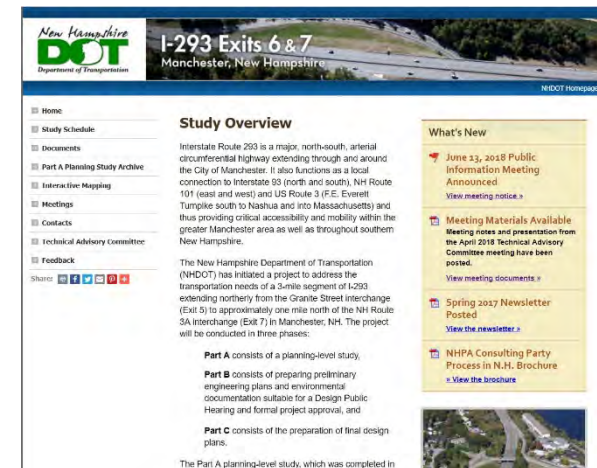 New Hampshire
DOT
Department of Transportation
I-293 Exits 6 & 7
Manchester, New Hampshire
NHDOT Homepage
Home
Study Schedule
Documents
Part A Planning Study Archive
Interactive Mapping
Meetings
Contacts
Technical Advisory Committee
Feedback
Share:
Study Overview
Interstate Route 293 is a major, north-south, arterial
circumferential highway extending through and around
the City of Manchester. It also functions as a local
connection to Interstate 93 (north and south), NH Route
101 (east and west) and US Route 3 (F.E. Everett
Turnpike south to Nashua and into Massachusetts) and
thus providing critical accessibility and mobility within the
greater Manchester area as well as throughout southern
New Hampshire.
The New Hampshire Department of Transportation
(NHDOT) has initiated a project to address the
transportation needs of a 3-mile segment of I-293
extending northerly from the Granite Street interchange
(Exit 5) to approximately one mile north of the NH Route
3A interchange (Exit 7) in Manchester, NH. The project
will be conducted in three phases:
Part A consists of a planning-level study,
Part B consists of preparing preliminary
engineering plans and environmental
documentation suitable for a Design Public
Hearing and formal project approval, and
Part C consists of the preparation of final design
plans.
The Part A planning-level study, which was completed in
What's New
June 13, 2018 Public
Information Meeting
Announced
View meeting notice »
Meeting Materials Available
Meeting notes and presentation from
the April 2018 Technical Advisory
Committee meeting have been
posted.
View meeting documents »
Spring 2017 Newsletter
Posted
View the newsletter »
NHPA Consulting Party
Process in N.H. Brochure
» View the brochure